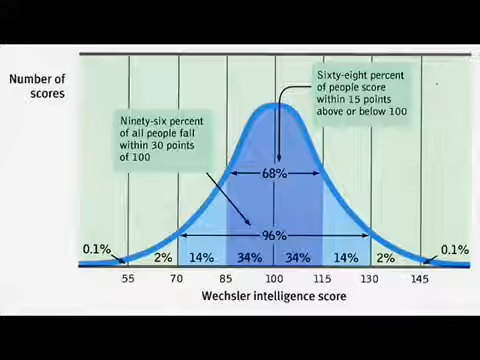 Number of
scores
Sixty-eight percent
of people score
within 15 points
above or below 100
Ninety-six percent
of all people fall
within 30 points
of 100
68%
96%
0.1% 2% 14% 34% 34% 14% 2% 0.1%
55 70 85 100 115 130 145
Wechsler intelligence score